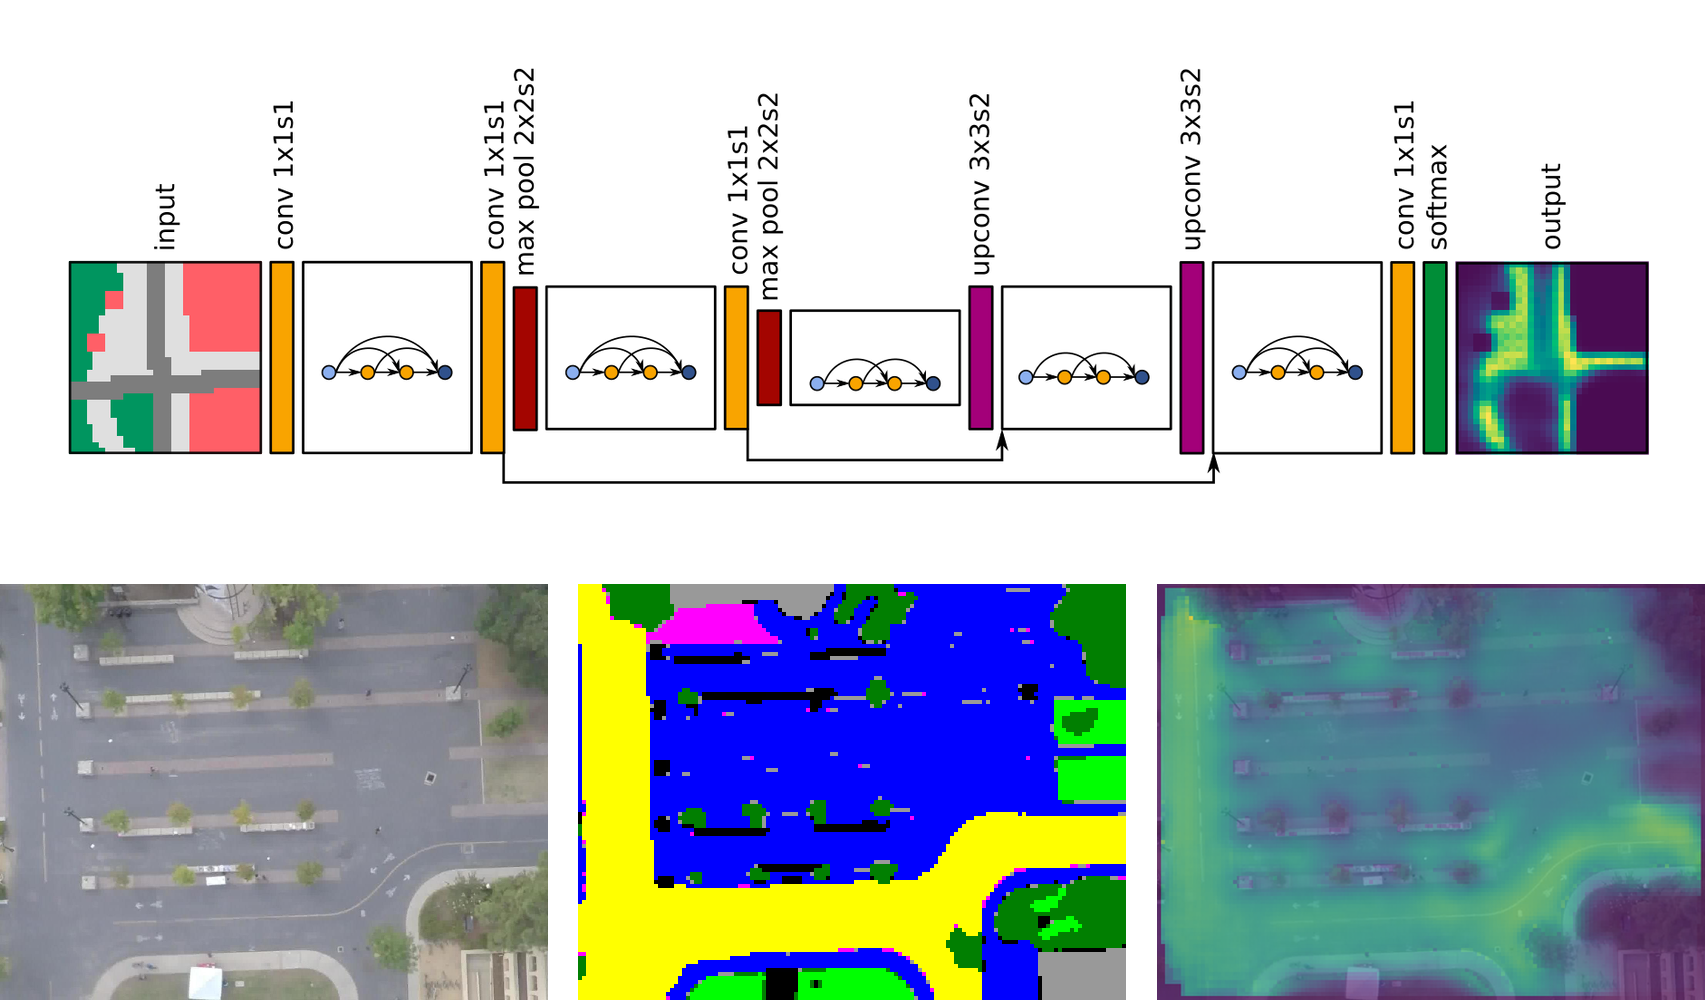 input
conv 1x1s1
conv 1x1s1
max pool 2x2s2
conv 1x1s1
max pool 2x2s2
upconv 3x3s2
upconv 3x3s2
conv 1x1s1
softmax
output